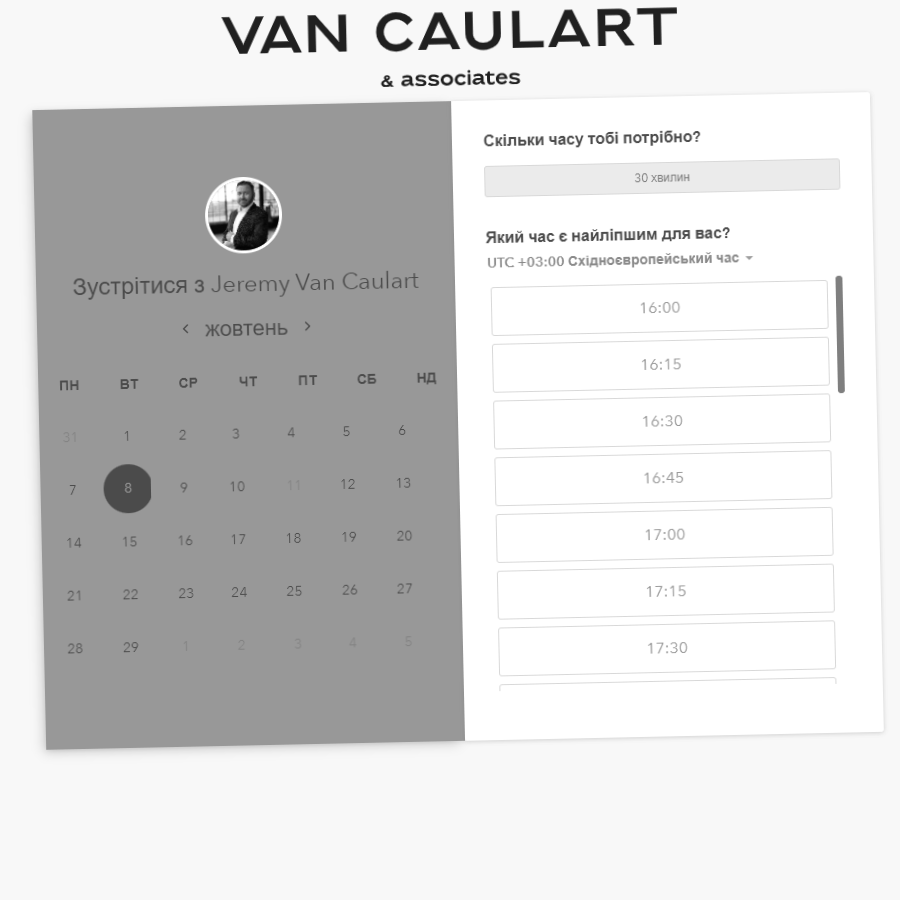 VAN CAULART
& associates
Зустрітися з Jeremy Van Caulart
‹ жовтень ›
ПН ВТ СР ЧТ ПТ СБ НД
31 1 2 3 4 5 6
7 8 9 10 11 12 13
14 15 16 17 18 19 20
21 22 23 24 25 26 27
28 29 1 2 3 4 5
Скільки часу тобі потрібно?
30 хвилин
Який час є найліпшим для вас?
UTC +03:00 Східноєвропейський час
16:00
16:15
16:30
16:45
17:00
17:15
17:30